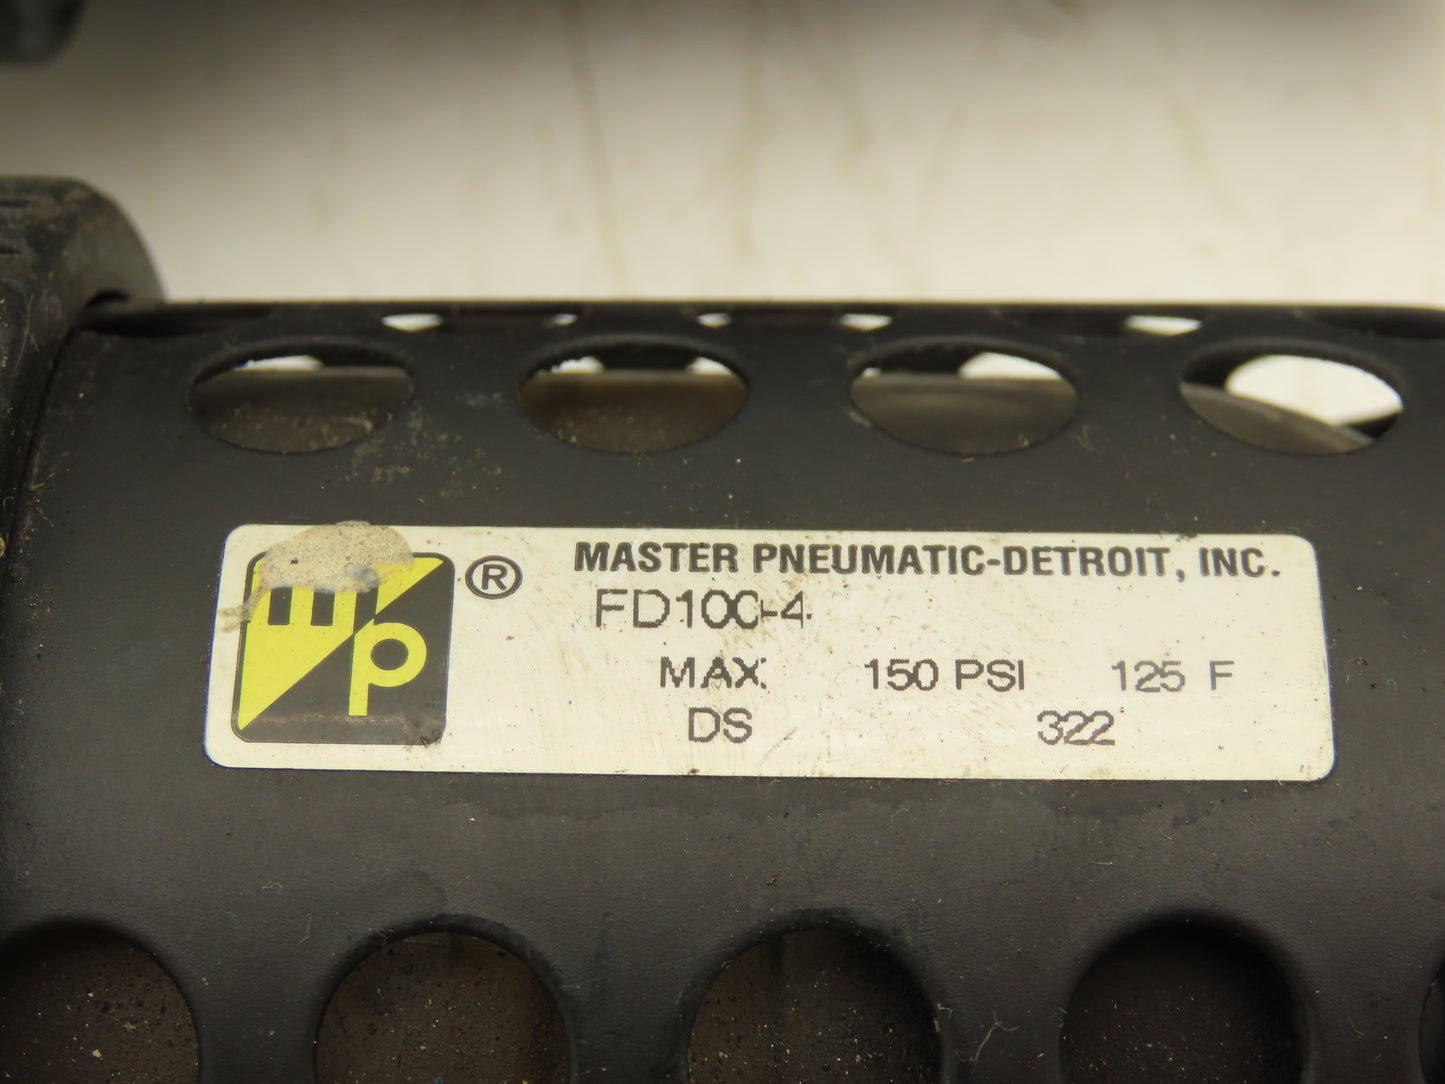 mp ®
MASTER PNEUMATIC-DETROIT, INC.
FD100-4
MAX 150 PSI 125 F
DS 322